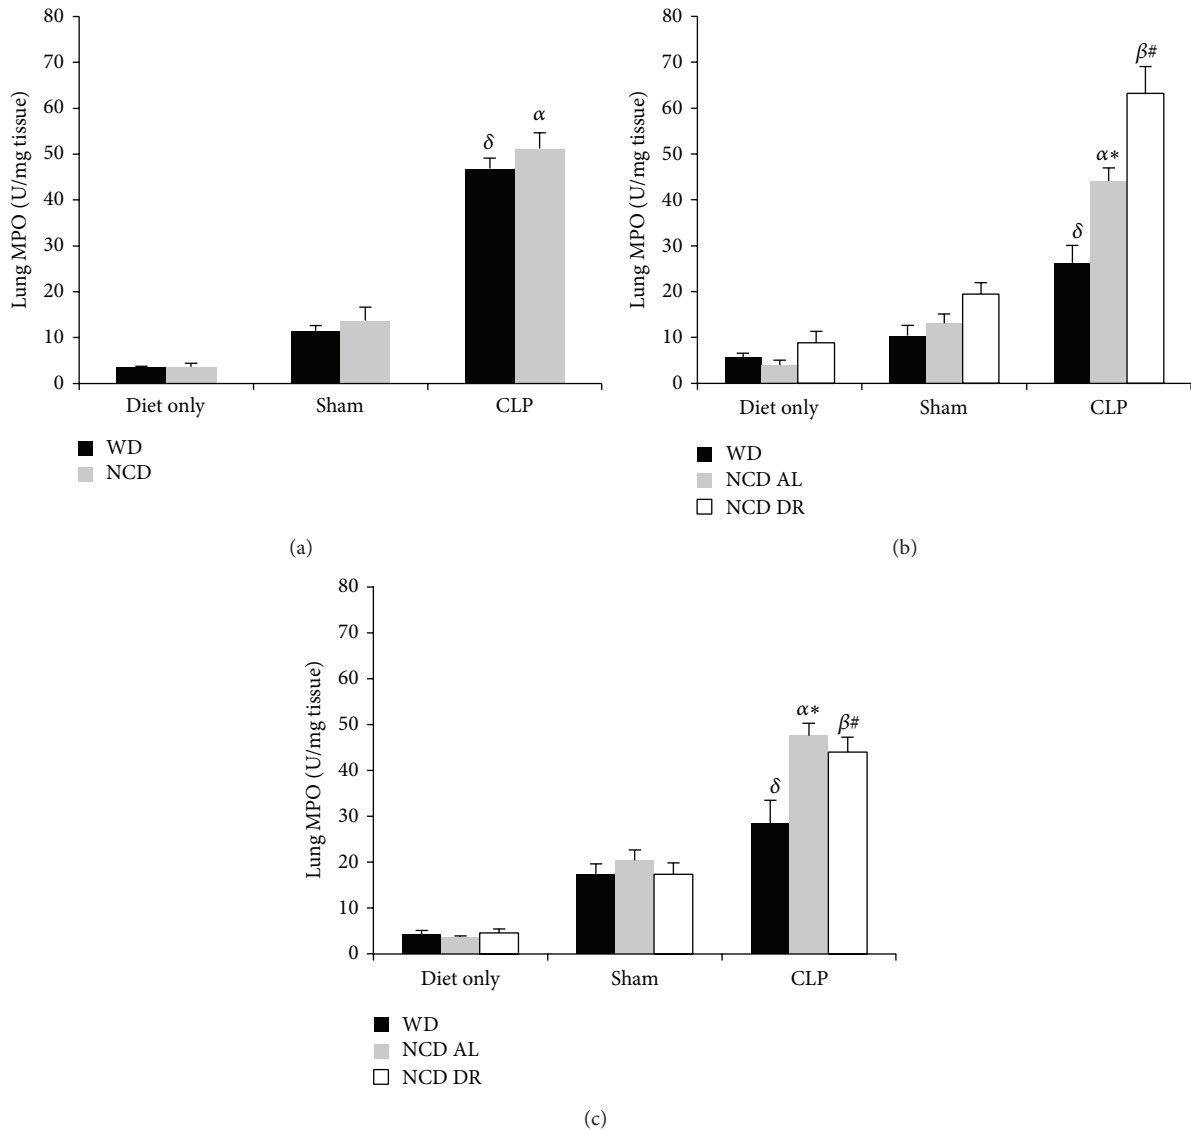 80
70
60
50
40
30
20
10
0
Lung MPO (U/mg tissue)
δ
α
Diet only Sham CLP
WD
NCD
(a)
80
70
60
50
40
30
20
10
0
Lung MPO (U/mg tissue)
δ
α*
β#
Diet only Sham CLP
WD
NCD AL
NCD DR
(b)
80
70
60
50
40
30
20
10
0
Lung MPO (U/mg tissue)
δ
α*
β#
Diet only Sham CLP
WD
NCD AL
NCD DR
(c)